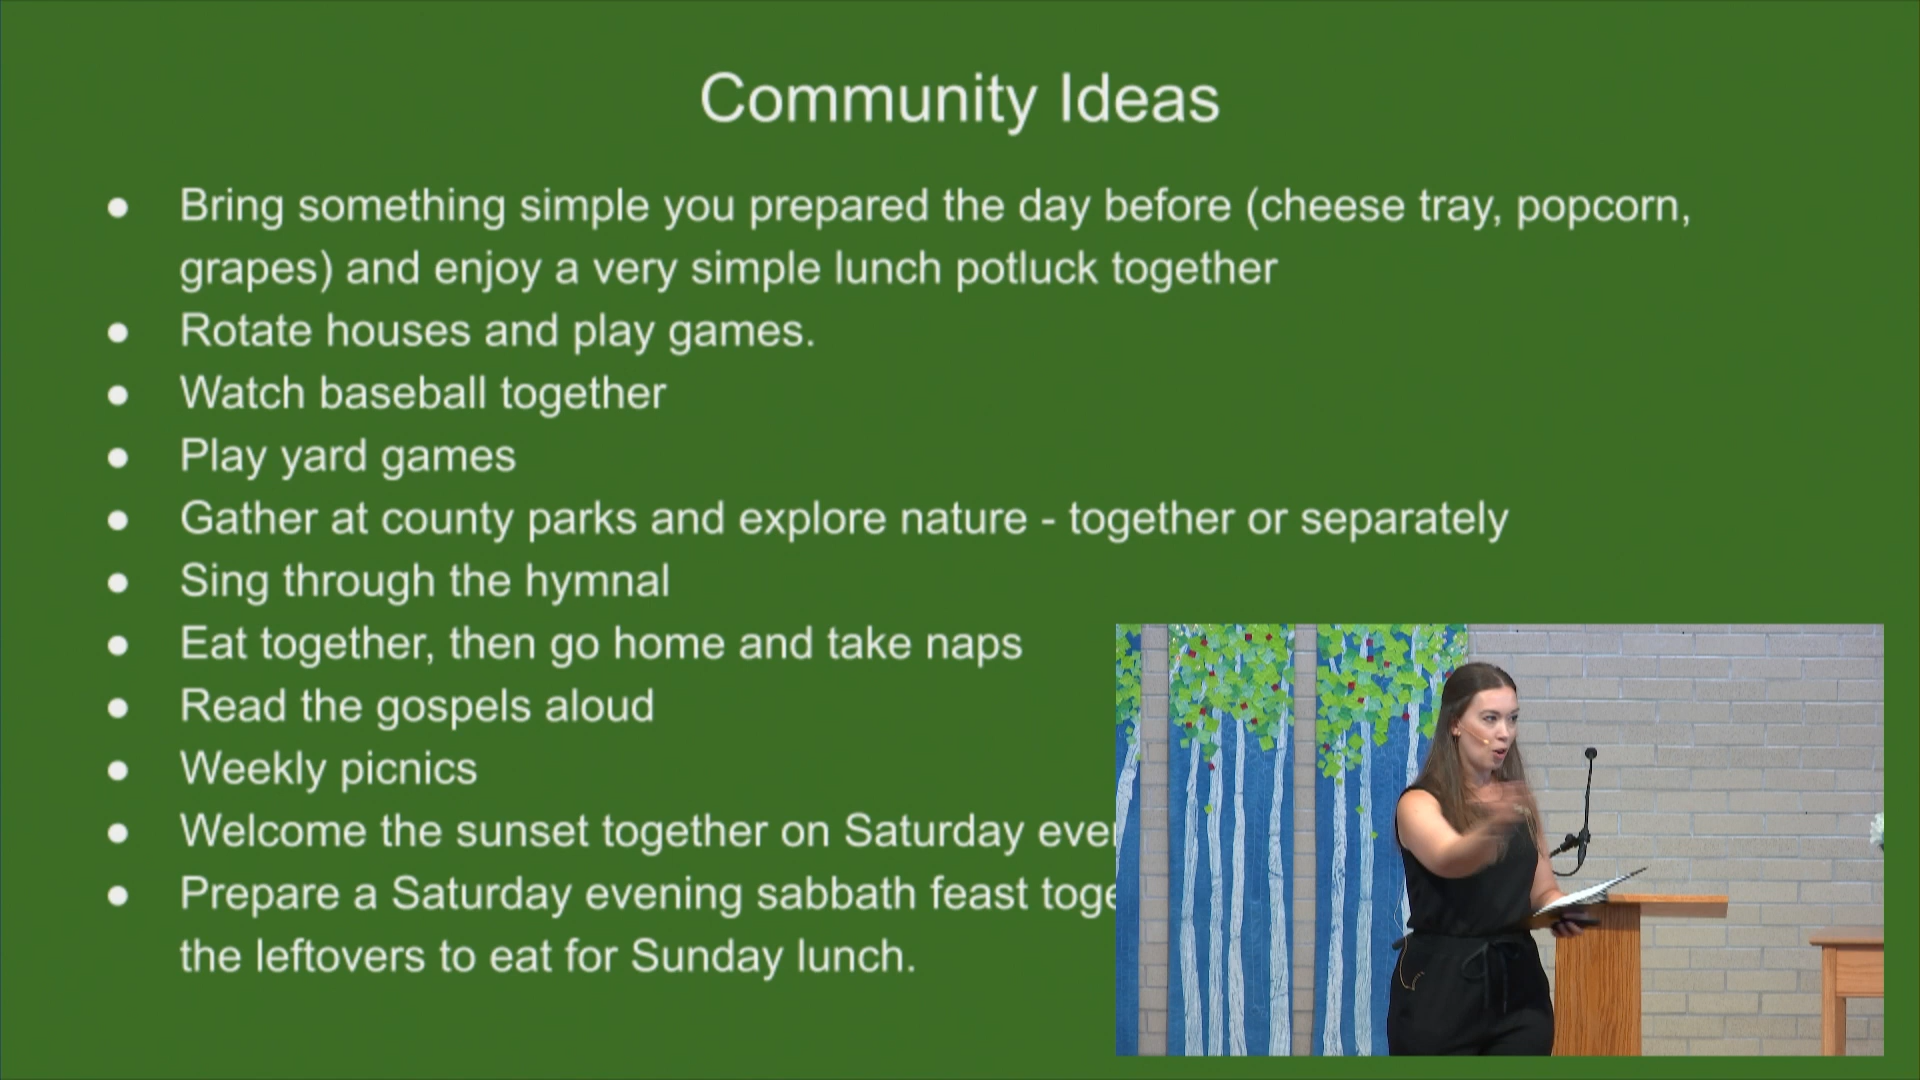 Community Ideas
● Bring something simple you prepared the day before (cheese tray, popcorn,
grapes) and enjoy a very simple lunch potluck together
● Rotate houses and play games.
● Watch baseball together
● Play yard games
● Gather at county parks and explore nature - together or separately
● Sing through the hymnal
● Eat together, then go home and take naps
● Read the gospels aloud
● Weekly picnics
● Welcome the sunset together on Saturday
● Prepare a Saturday evening sabbath feast
the leftovers to eat for Sunday lunch.